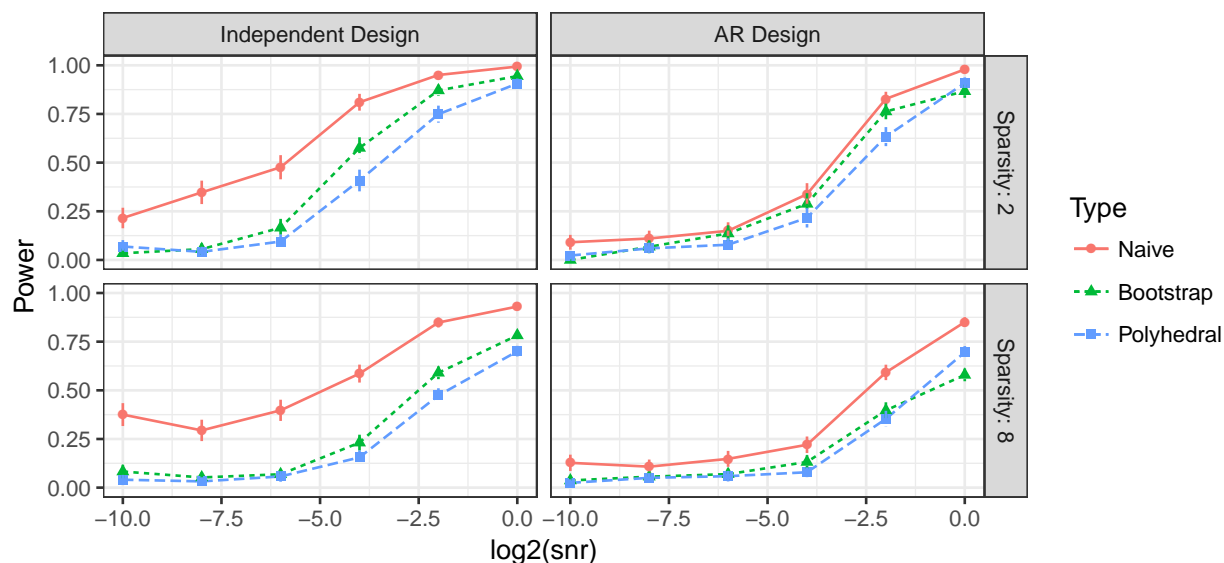 Independent Design
AR Design
1.00
0.75
0.50
0.25
0.00
Sparsity: 2
1.00
0.75
0.50
0.25
0.00
Sparsity: 8
Power
−10.0 −7.5 −5.0 −2.5 0.0
−10.0 −7.5 −5.0 −2.5 0.0
log2(snr)
Type
Naive
Bootstrap
Polyhedral